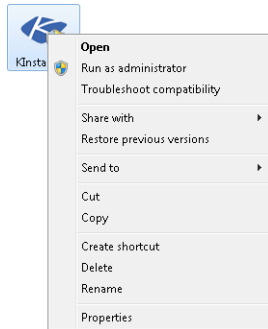 KInsta
Open
Run as administrator
Troubleshoot compatibility
Share with
Restore previous versions
Send to
Cut
Copy
Create shortcut
Delete
Rename
Properties